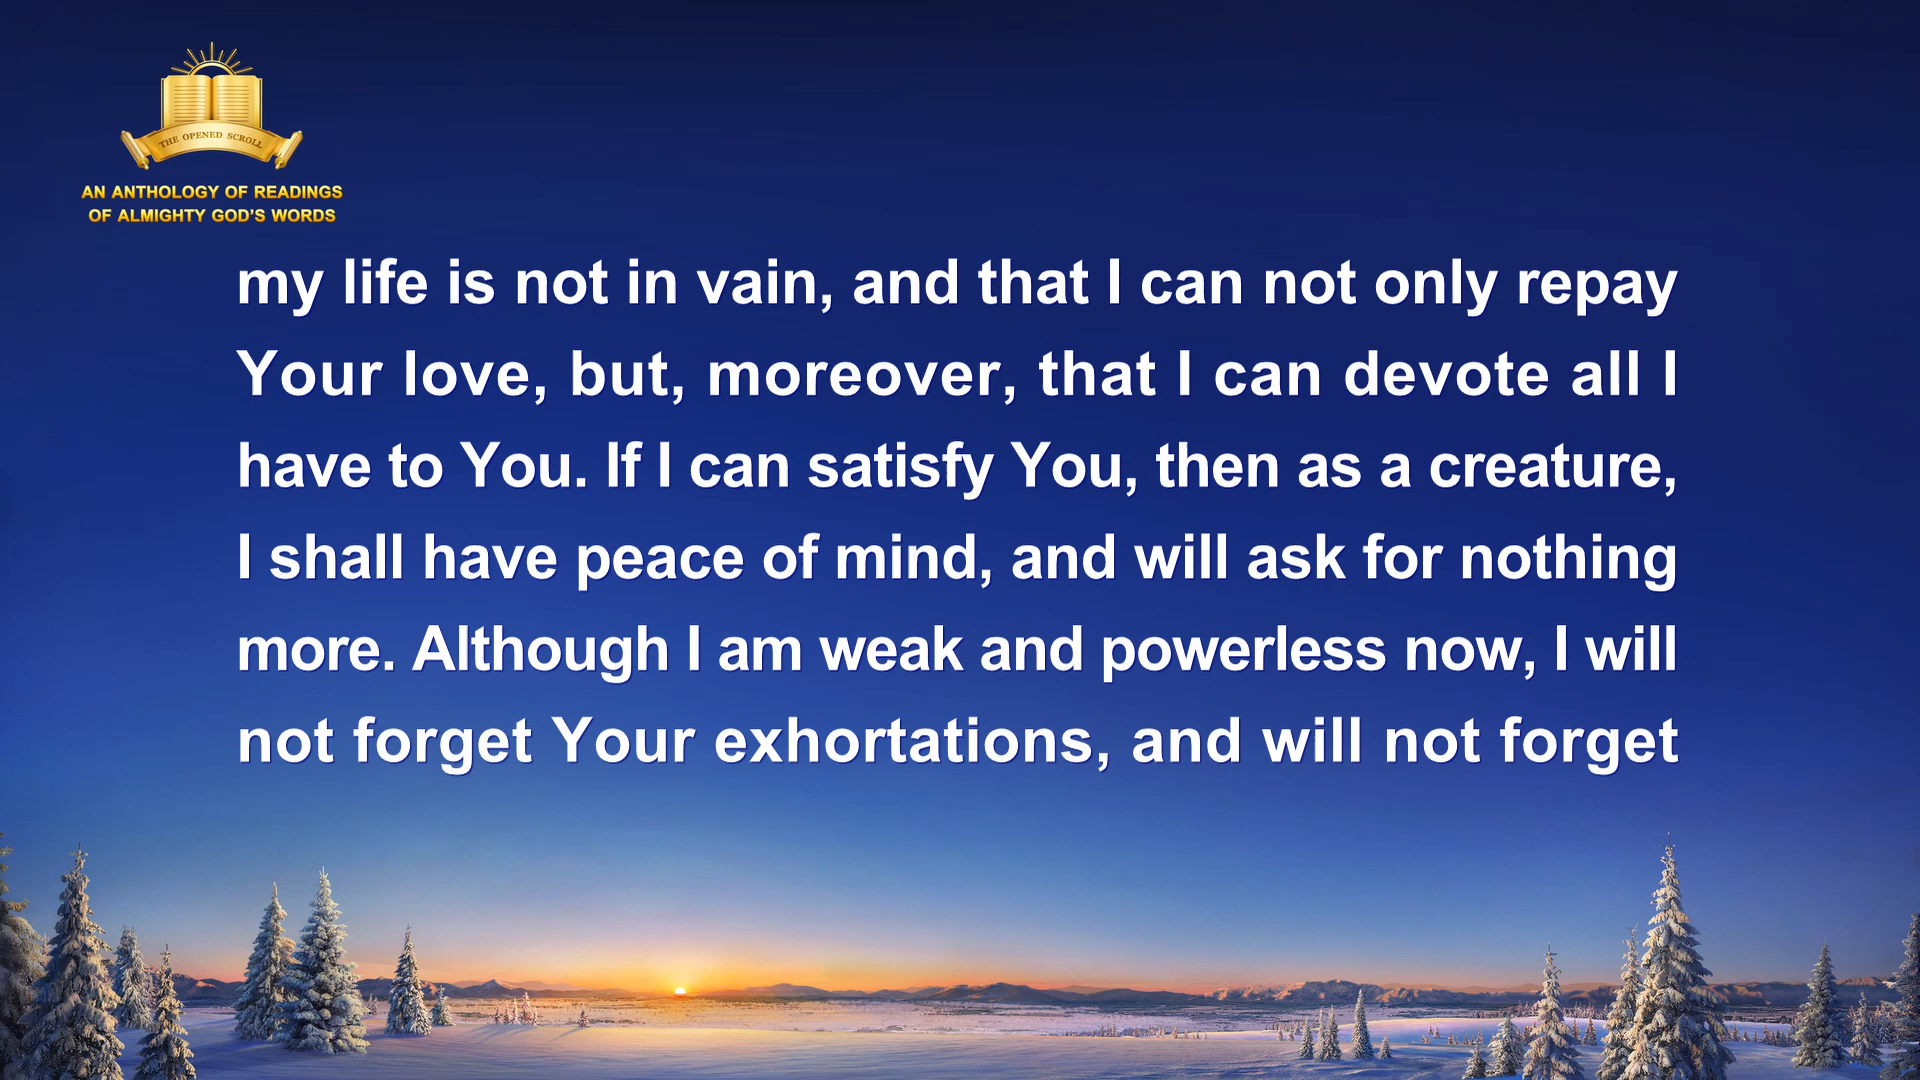 THE OPENED SCROLL
AN ANTHOLOGY OF READINGS
OF ALMIGHTY GOD'S WORDS
my life is not in vain, and that I can not only repay
Your love, but, moreover, that I can devote all I
have to You. If I can satisfy You, then as a creature,
I shall have peace of mind, and will ask for nothing
more. Although I am weak and powerless now, I will
not forget Your exhortations, and will not forget